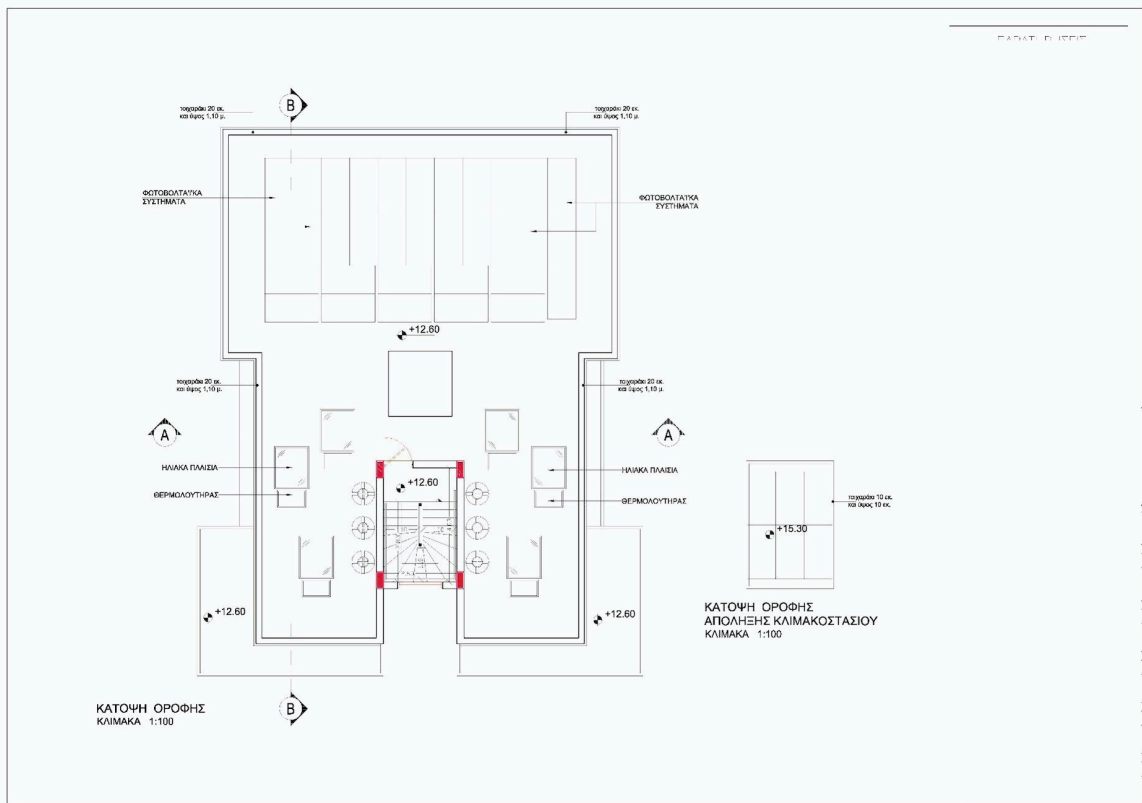 Β
τοιχαράκι 20 εκ.
και ύψος 1,10 μ.
τοιχαράκι 20 εκ.
και ύψος 1,10 μ.
ΦΩΤΟΒΟΛΤΑΪΚΑ
ΣΥΣΤΗΜΑΤΑ
ΦΩΤΟΒΟΛΤΑΪΚΑ
ΣΥΣΤΗΜΑΤΑ
+12.60
τοιχαράκι 20 εκ.
και ύψος 1,10 μ.
τοιχαράκι 20 εκ.
και ύψος 1,10 μ.
Α
Α
ΗΛΙΑΚΑ ΠΛΑΙΣΙΑ
ΗΛΙΑΚΑ ΠΛΑΙΣΙΑ
+12.60
ΘΕΡΜΟΛΟΥΤΗΡΑΣ
ΘΕΡΜΟΛΟΥΤΗΡΑΣ
τοιχαράκι 10 εκ.
και ύψος 10 εκ.
+15.30
+12.60
+12.60
ΚΑΤΟΨΗ ΟΡΟΦΗΣ
ΑΠΟΛΗΞΗΣ ΚΛΙΜΑΚΟΣΤΑΣΙΟΥ
ΚΛΙΜΑΚΑ 1:100
ΚΑΤΟΨΗ ΟΡΟΦΗΣ
ΚΛΙΜΑΚΑ 1:100
Β